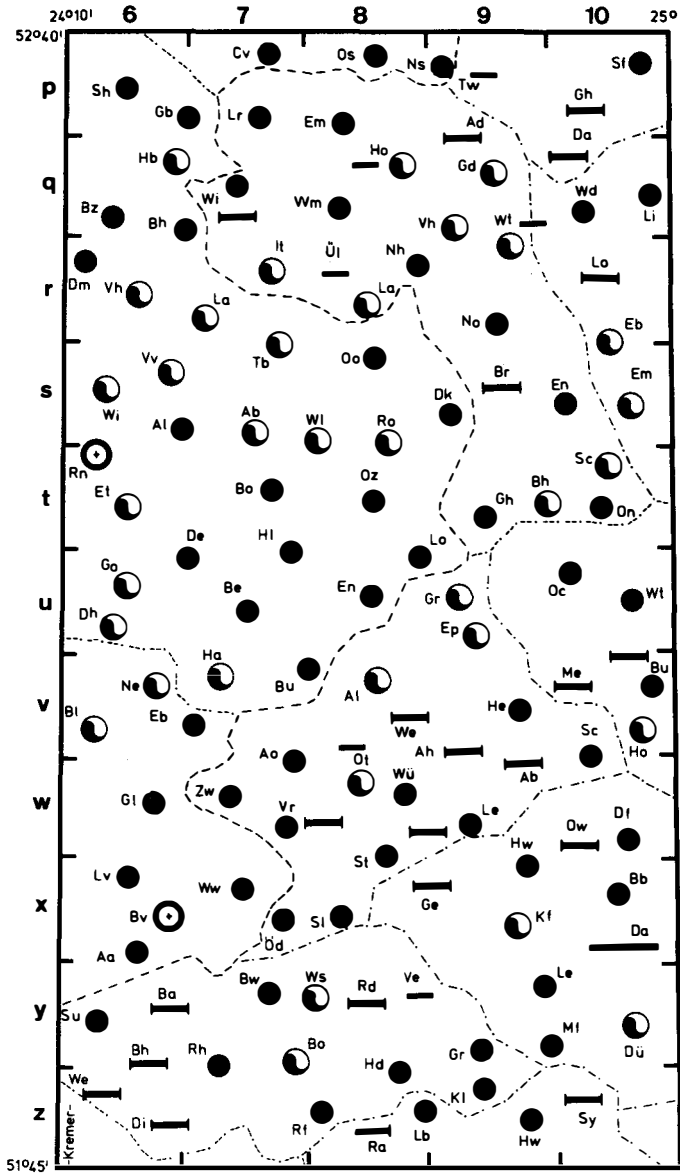 24°10' 6 7 8 9 10 25°
52°40'
Cv Os Ns Sf
p Tw
Sh Gh
Gb Lr Em Ad
Da
Hb Ho Gd
q Wi Wd
Bz Wm Li
Bh Vh Wt
It Ül Nh
r Lo
Dm Vh La La
No Eb
Tb Oo
Vv Br Em
s En
Wi Dk
Al Ab Wl Ro
Sc
Rn
Et Bo Oz Bh
t Gh On
De Hl Lo
Go Oc
u Be En Gr Wt
Dh Ep
Ha Me
Ne Bu Al Bu
v He
Bl Eb We Sc Ho
Ao Ot Ah
Wü Ab
w Zw
Gl Vr Le Df
Hw Ow
St
Lv Ww Bb
x Ge
Bv Sl Kf
Öd Da
Aa
Bw Ws Rd Ve Le
Ba
y
Su Mf
Bh Rh Bo Gr Dü
We Hd Kl
z
Di Rf Lb Sy
Ra Hw
Kremer-
51°45' 6 7 8 9 10